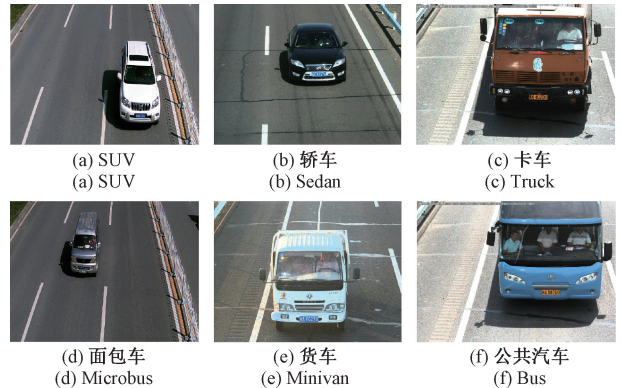 (a) SUV
(a) SUV
(b) 轿车
(b) Sedan
(c) 卡车
(c) Truck
(d) 面包车
(d) Microbus
(e) 货车
(e) Minivan
(f) 公共汽车
(f) Bus